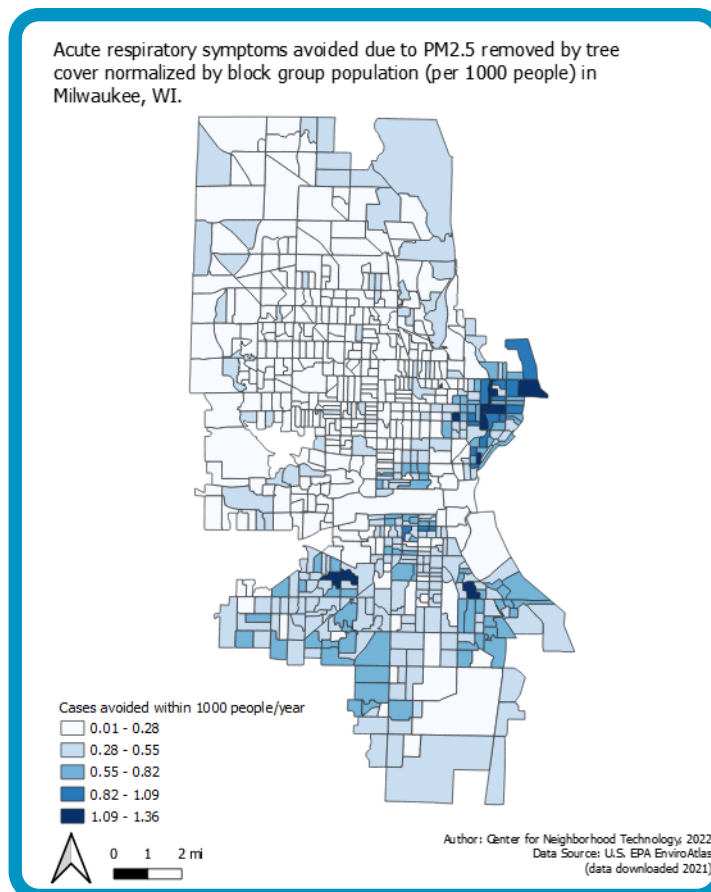 Acute respiratory symptoms avoided due to PM2.5 removed by tree
cover normalized by block group population (per 1000 people) in
Milwaukee, WI.
Cases avoided within 1000 people/year
0.01 - 0.28
0.28 - 0.55
0.55 - 0.82
0.82 - 1.09
1.09 - 1.36
0 1 2 mi
Author: Center for Neighborhood Technology, 2022
Data Source: U.S. EPA EnviroAtlas
(data downloaded 2021)